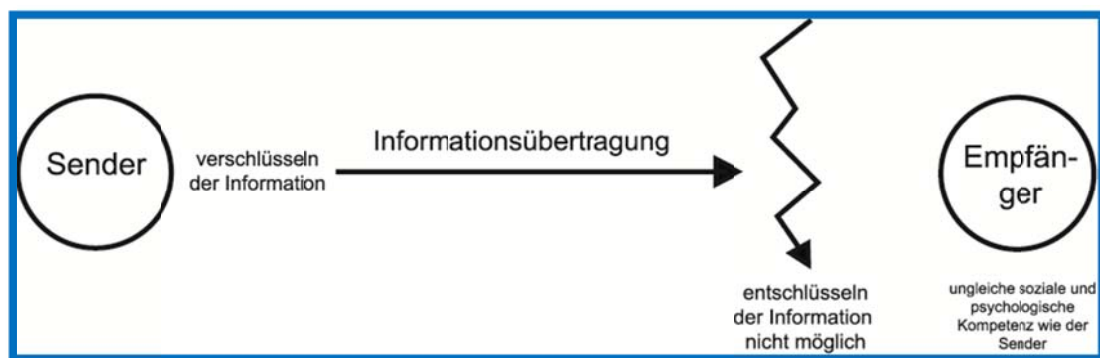 Sender
verschlüsseln
der Information
Informationsübertragung
Empfän-
ger
entschlüsseln
der Information
nicht möglich
ungleiche soziale und
psychologische
Kompetenz wie der
Sender